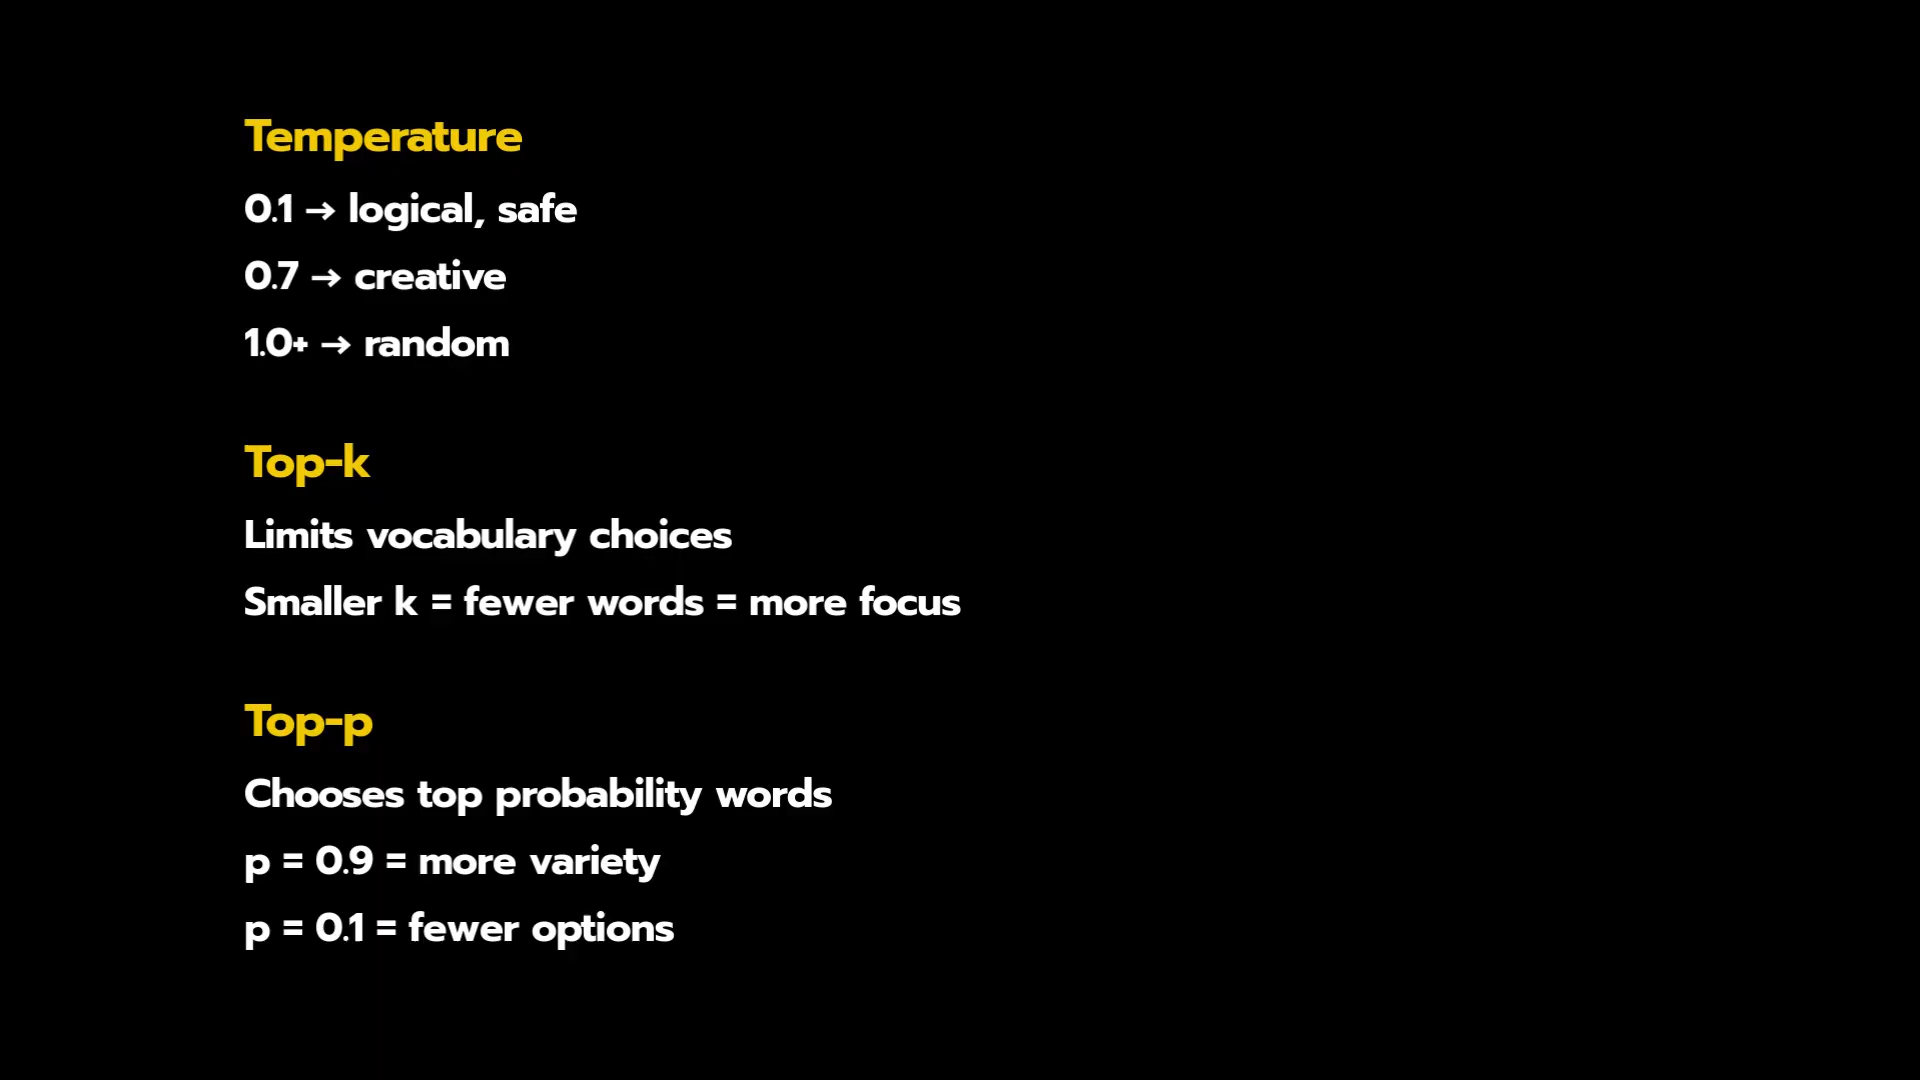 Temperature
0.1 → logical, safe
0.7 → creative
1.0+ → random
Top-k
Limits vocabulary choices
Smaller k = fewer words = more focus
Top-p
Chooses top probability words
p = 0.9 = more variety
p = 0.1 = fewer options